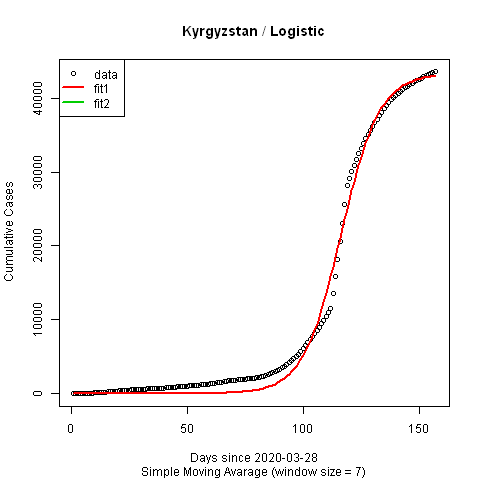 Kyrgyzstan / Logistic
data
fit1
fit2
Cumulative Cases
40000
30000
20000
10000
0
0 50 100 150
Days since 2020-03-28
Simple Moving Avarage (window size = 7)